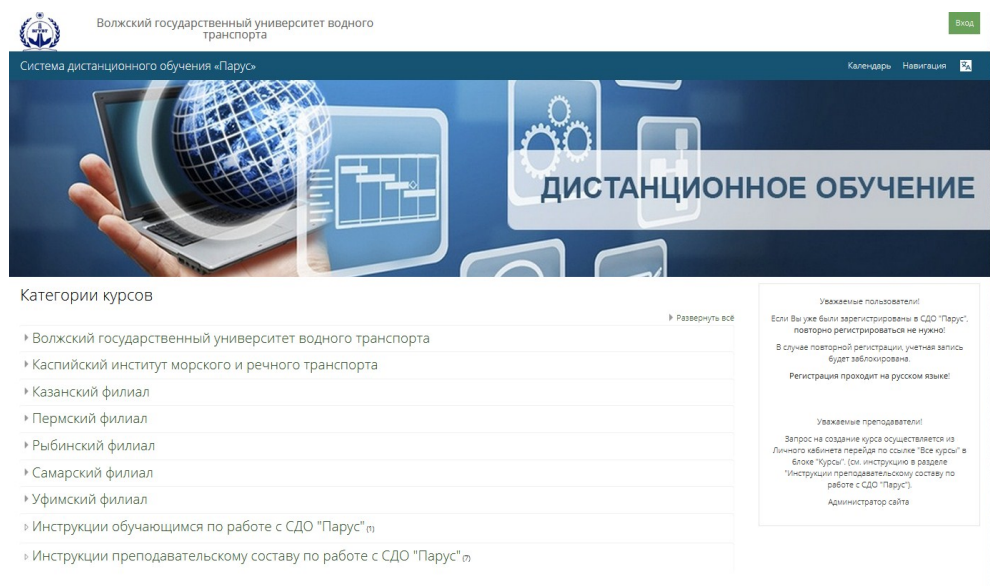 ВГУВТ
Волжский государственный университет водного
транспорта
Вход
Система дистанционного обучения «Парус»
Календарь Навигация
ДИСТАНЦИОННОЕ ОБУЧЕНИЕ
Категории курсов
Развернуть всё
Волжский государственный университет водного транспорта
Каспийский институт морского и речного транспорта
Казанский филиал
Пермский филиал
Рыбинский филиал
Самарский филиал
Уфимский филиал
Инструкции обучающимся по работе с СДО "Парус" (1)
Инструкции преподавательскому составу по работе с СДО "Парус" (7)
Уважаемые пользователи!
Если Вы уже были зарегистрированы в СДО "Парус",
повторно регистрироваться не нужно!
В случае повторной регистрации, учетная запись
будет заблокирована.
Регистрация проходит на русском языке!
Уважаемые преподаватели!
Запрос на создание курса осуществляется из
Личного кабинета перейдя по ссылке "Все курсы" в
блоке "Курсы". (см. инструкцию в разделе
"Инструкции преподавательскому составу по
работе с СДО "Парус").
Администратор сайта